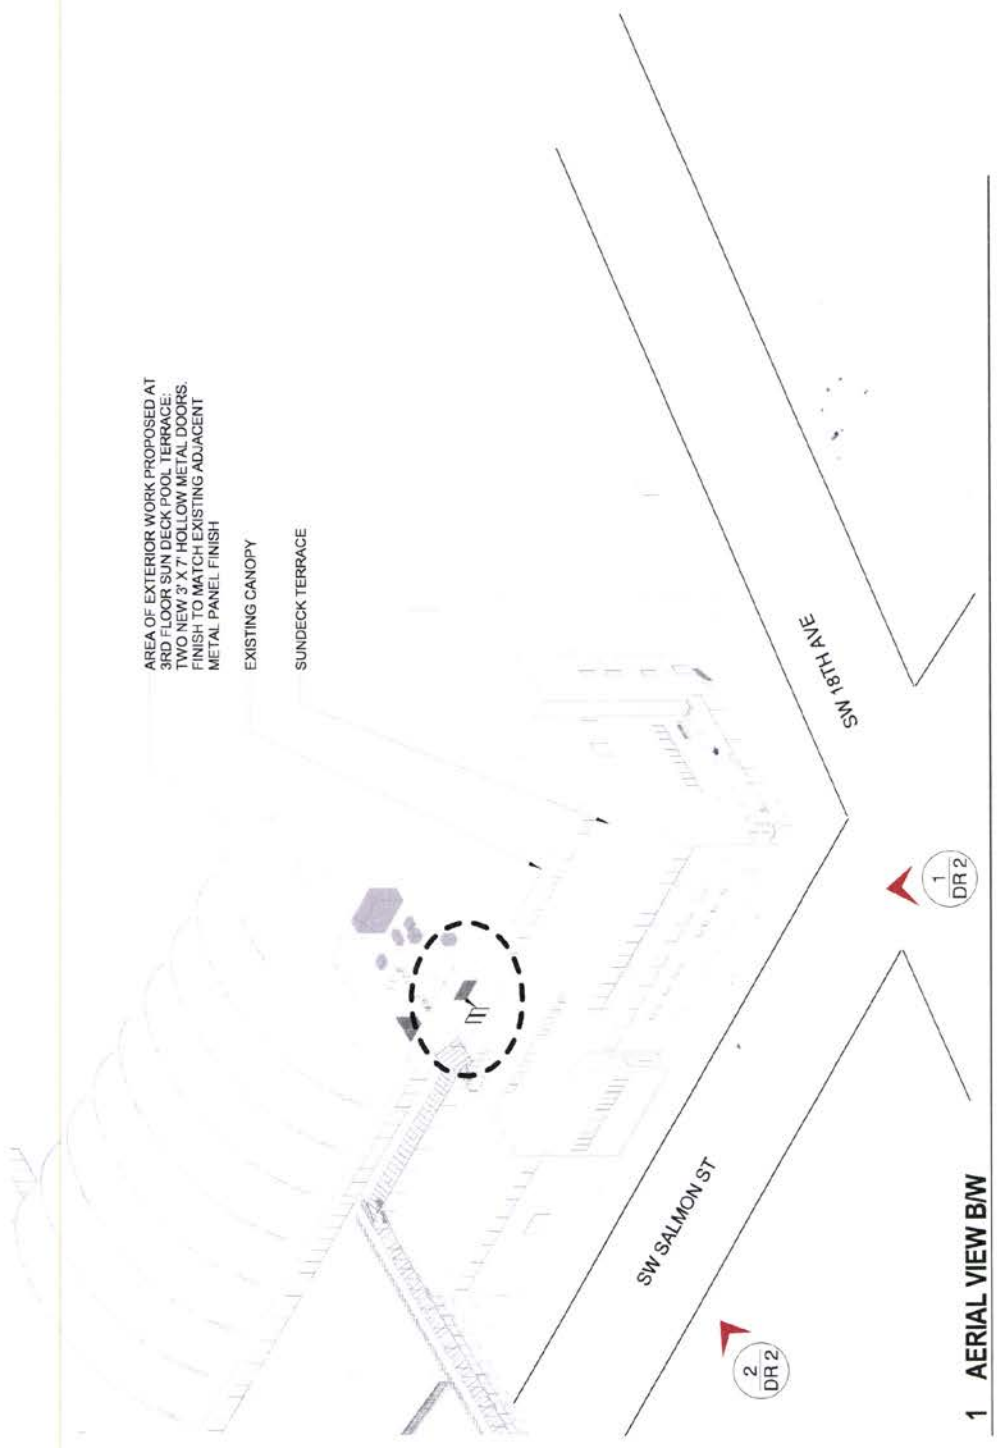 AREA OF EXTERIOR WORK PROPOSED AT
3RD FLOOR SUN DECK POOL TERRACE:
TWO NEW 3' X 7' HOLLOW METAL DOORS.
FINISH TO MATCH EXISTING ADJACENT
METAL PANEL FINISH
EXISTING CANOPY
SUNDECK TERRACE
SW 18TH AVE
SW SALMON ST
1
DR 2
2
DR 2
1 AERIAL VIEW B/W